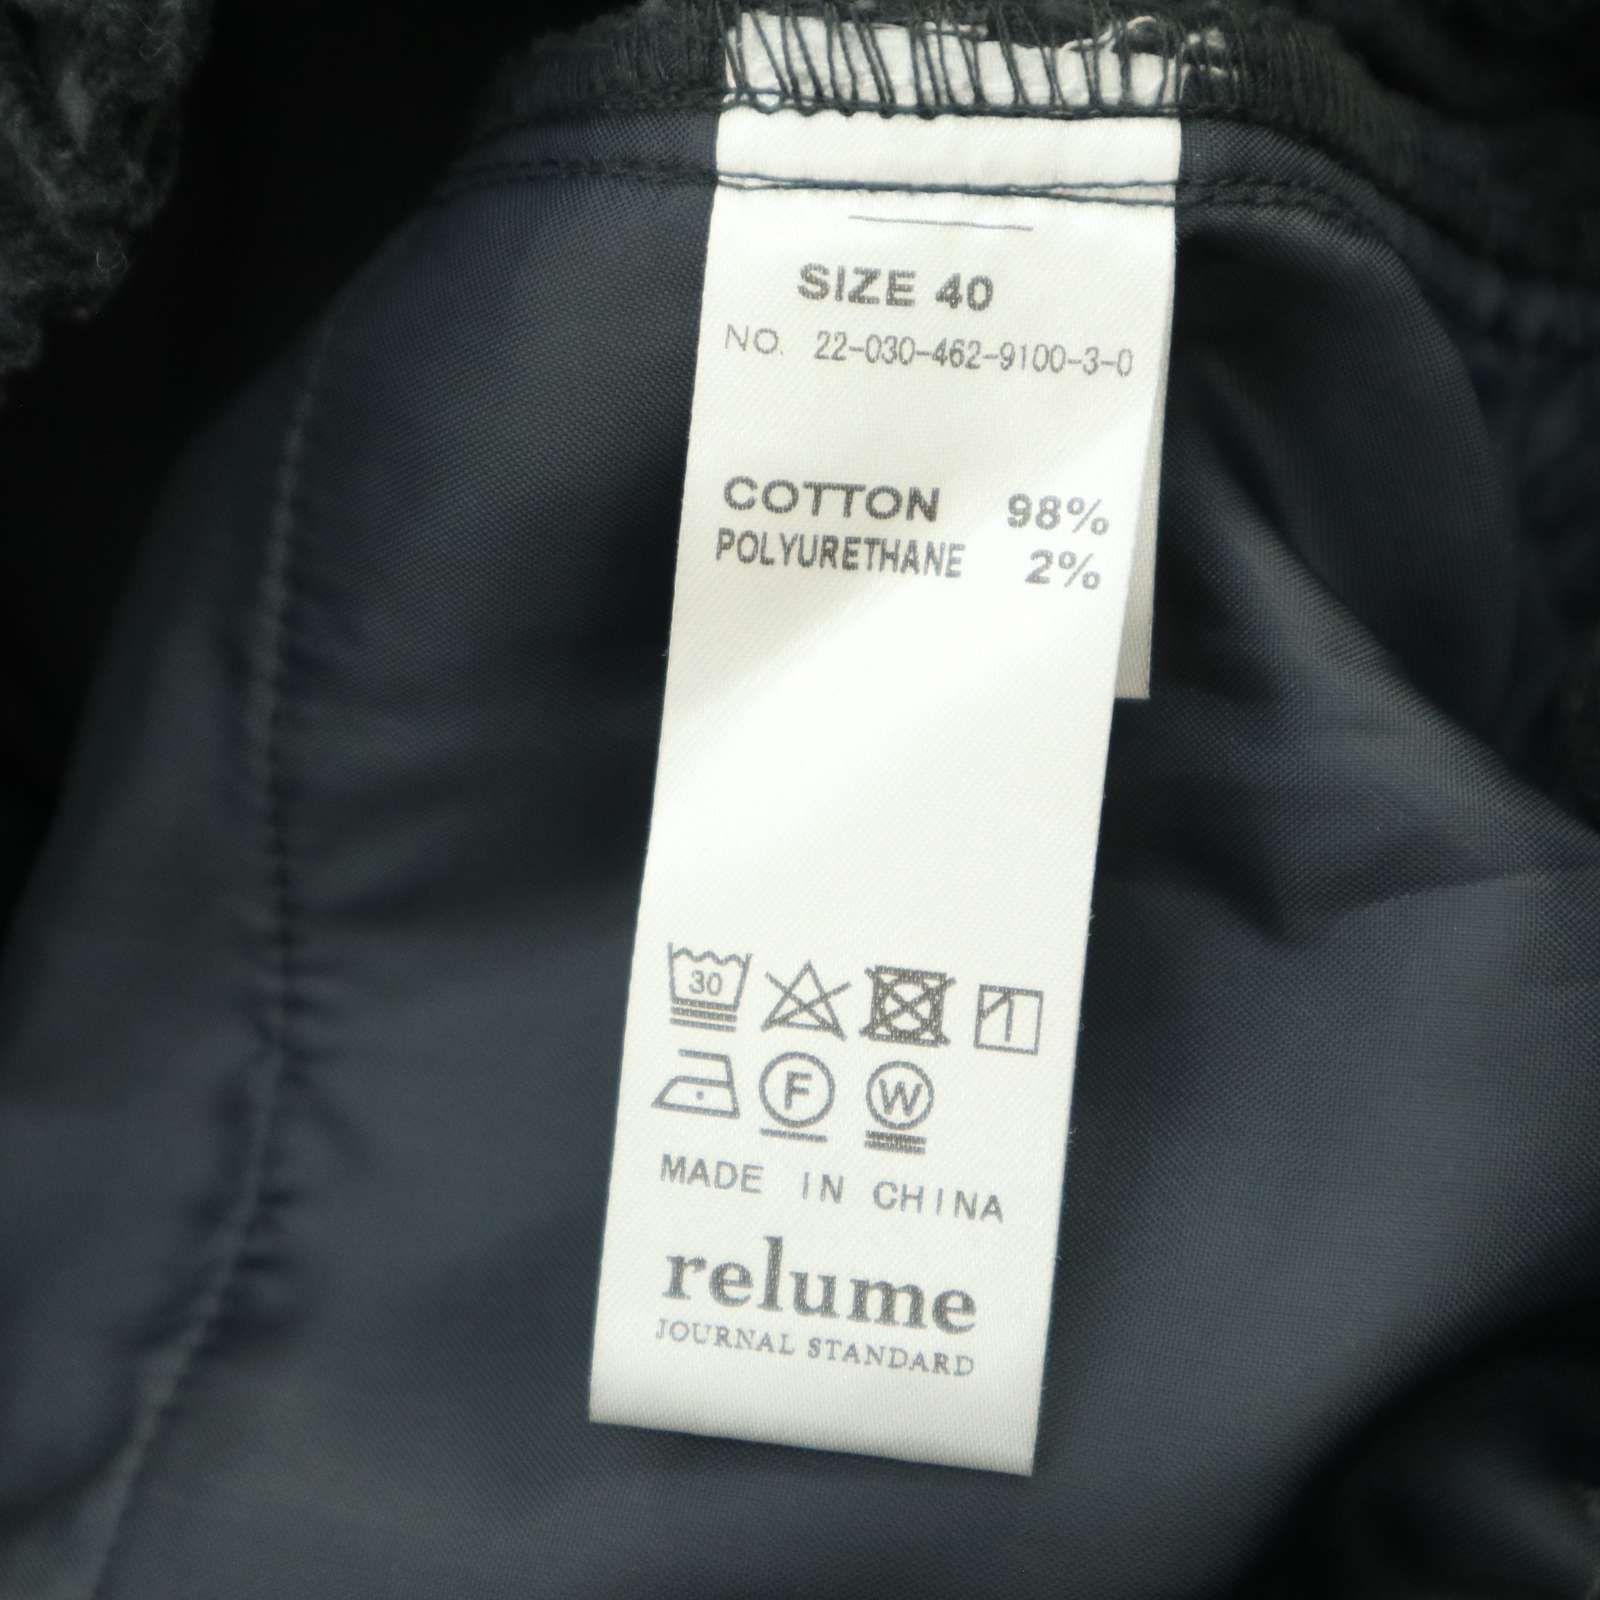 SIZE 40
NO. 22-030-462-9100-3-0
COTTON 98%
POLYURETHANE 2%
30
F W
MADE IN CHINA
relume
JOURNAL STANDARD